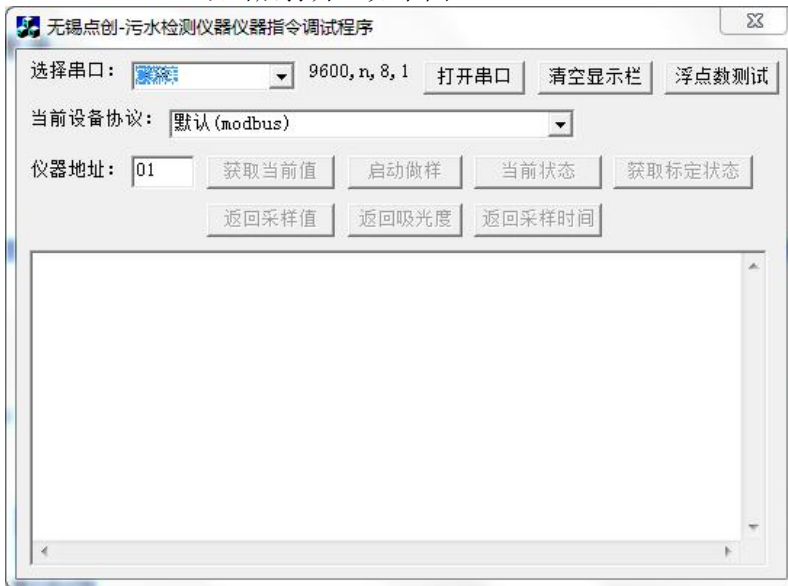 无锡点创-污水检测仪器仪器指令调试程序
选择串口： 9600,n,8,1 打开串口 清空显示栏 浮点数测试
当前设备协议： 默认(modbus)
仪器地址： 01 获取当前值 启动做样 当前状态 获取标定状态
返回采样值 返回吸光度 返回采样时间